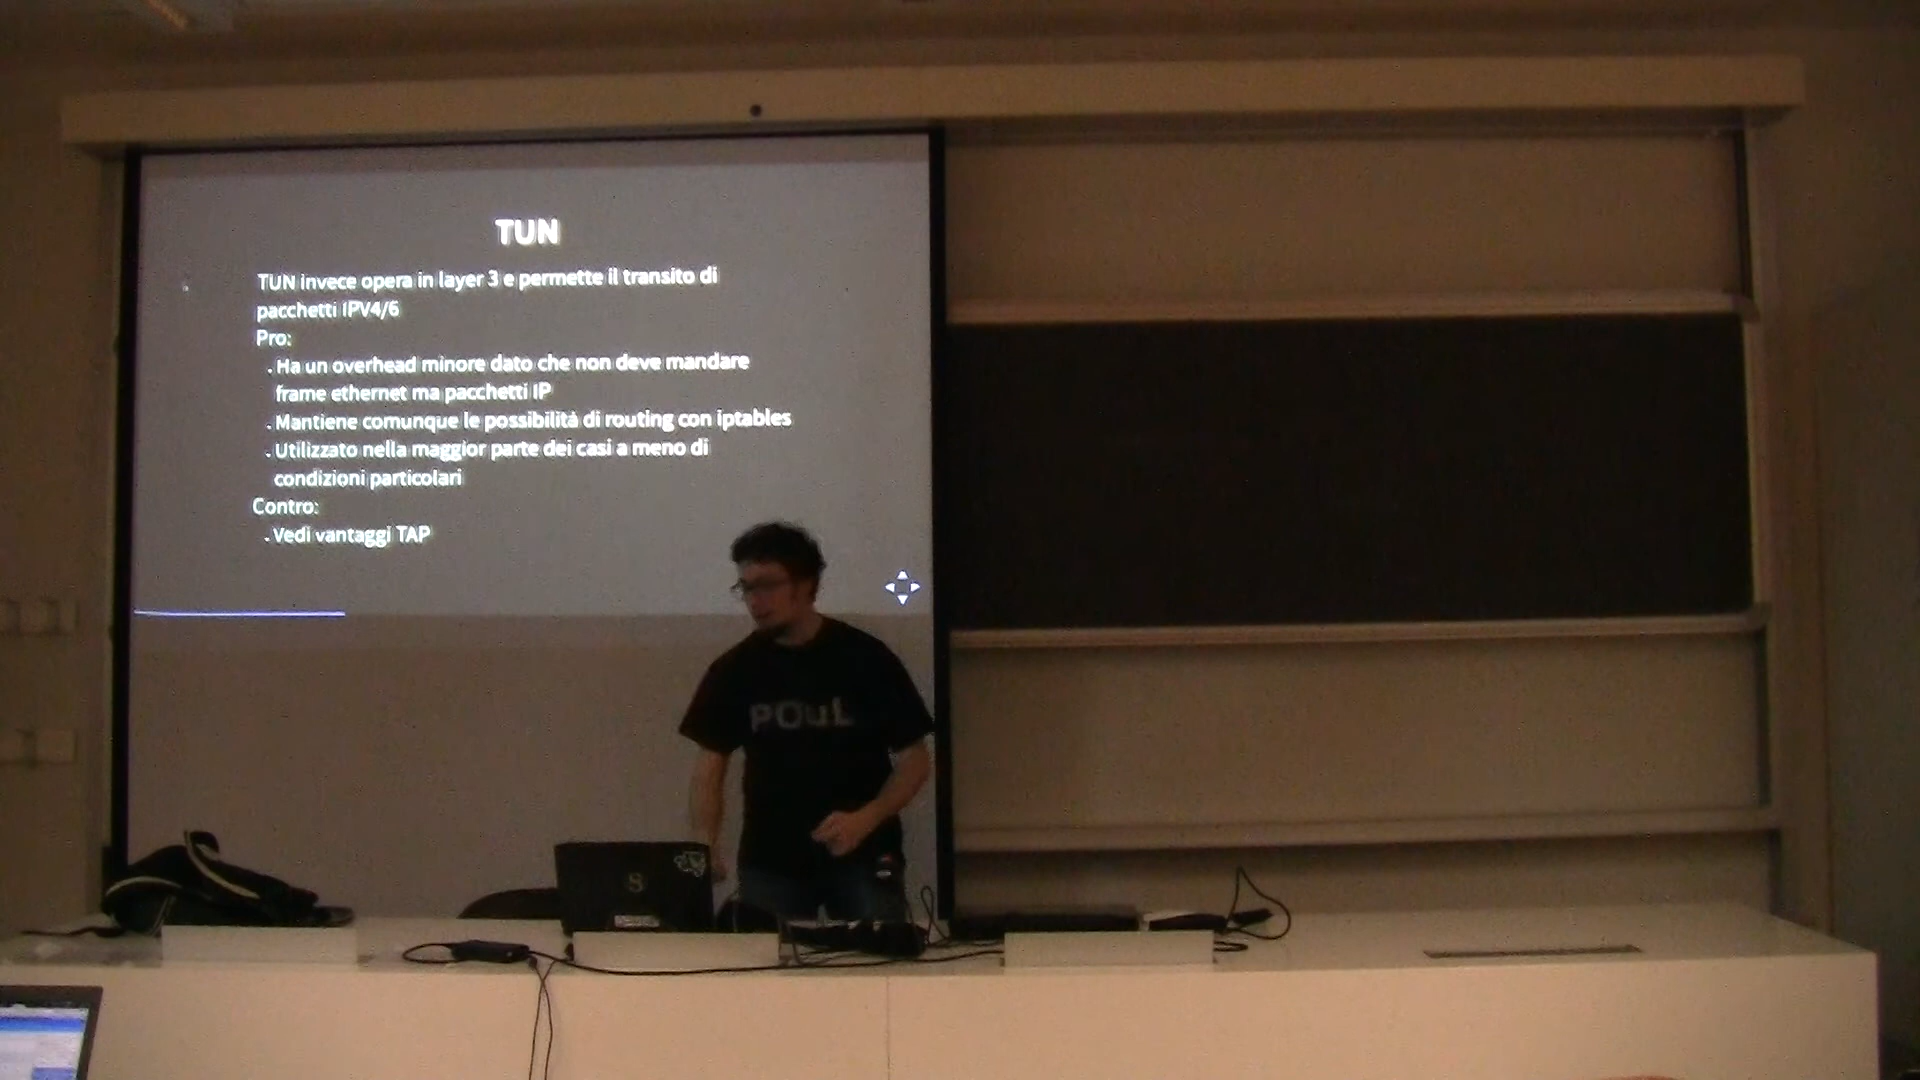 TUN
TUN invece opera in layer 3 e permette il transito di
pacchetti IPV4/6
Pro:
. Ha un overhead minore dato che non deve mandare
frame ethernet ma pacchetti IP
. Mantiene comunque le possibilità di routing con iptables
. Utilizzato nella maggior parte dei casi a meno di
condizioni particolari
Contro:
. Vedi vantaggi TAP
POuL
S